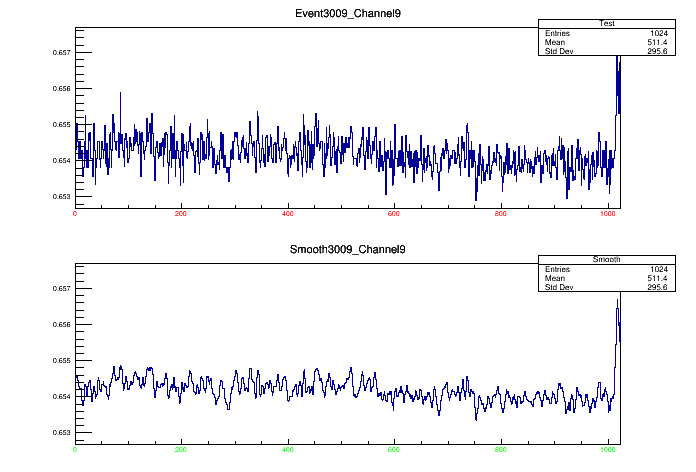 Event3009_Channel9
Test
Entries 1024
Mean 511.4
Std Dev 295.6
0.657
0.656
0.655
0.654
0.653
0 200 400 600 800 1000
Smooth3009_Channel9
Smooth
Entries 1024
Mean 511.4
Std Dev 295.6
0.657
0.656
0.655
0.654
0.653
0 200 400 600 800 1000